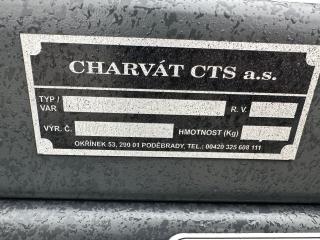 CHARVÁT CTS a.s.
TYP /
VAR. R. V.
VÝR. Č. HMOTNOST (Kg)
OKŘÍNEK 53, 290 01 PODĚBRADY, TEL: 00420 325 608 111